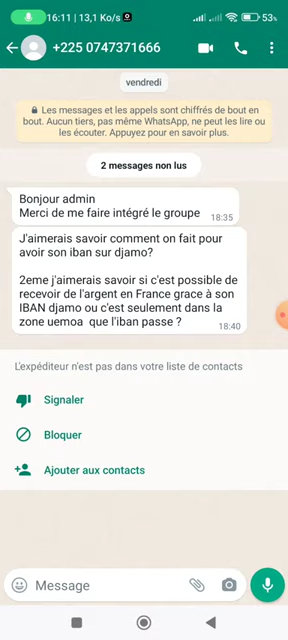 16:11 | 13,1 Ko/s
53%
+225 0747371666
vendredi
Les messages et les appels sont chiffrés de bout en
bout. Aucun tiers, pas même WhatsApp, ne peut les lire ou
les écouter. Appuyez pour en savoir plus.
2 messages non lus
Bonjour admin
Merci de me faire intégré le groupe
18:35
J'aimerais savoir comment on fait pour
avoir son iban sur djamo?
2eme j'aimerais savoir si c'est possible de
recevoir de l'argent en France grace à son
IBAN djamo ou c'est seulement dans la
zone uemoa que l'iban passe ?
18:40
L'expéditeur n'est pas dans votre liste de contacts
Signaler
Bloquer
Ajouter aux contacts
Message